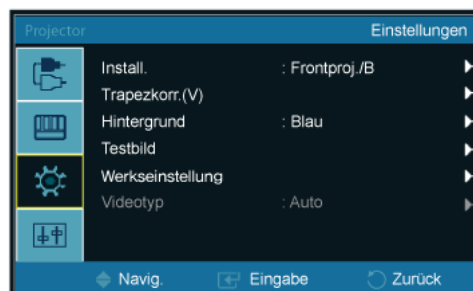 Projector Einstellungen
Install. : Frontproj./B
Trapezkorr.(V)
Hintergrund : Blau
Testbild
Werkseinstellung
Videotyp : Auto
Navig. Eingabe Zurück